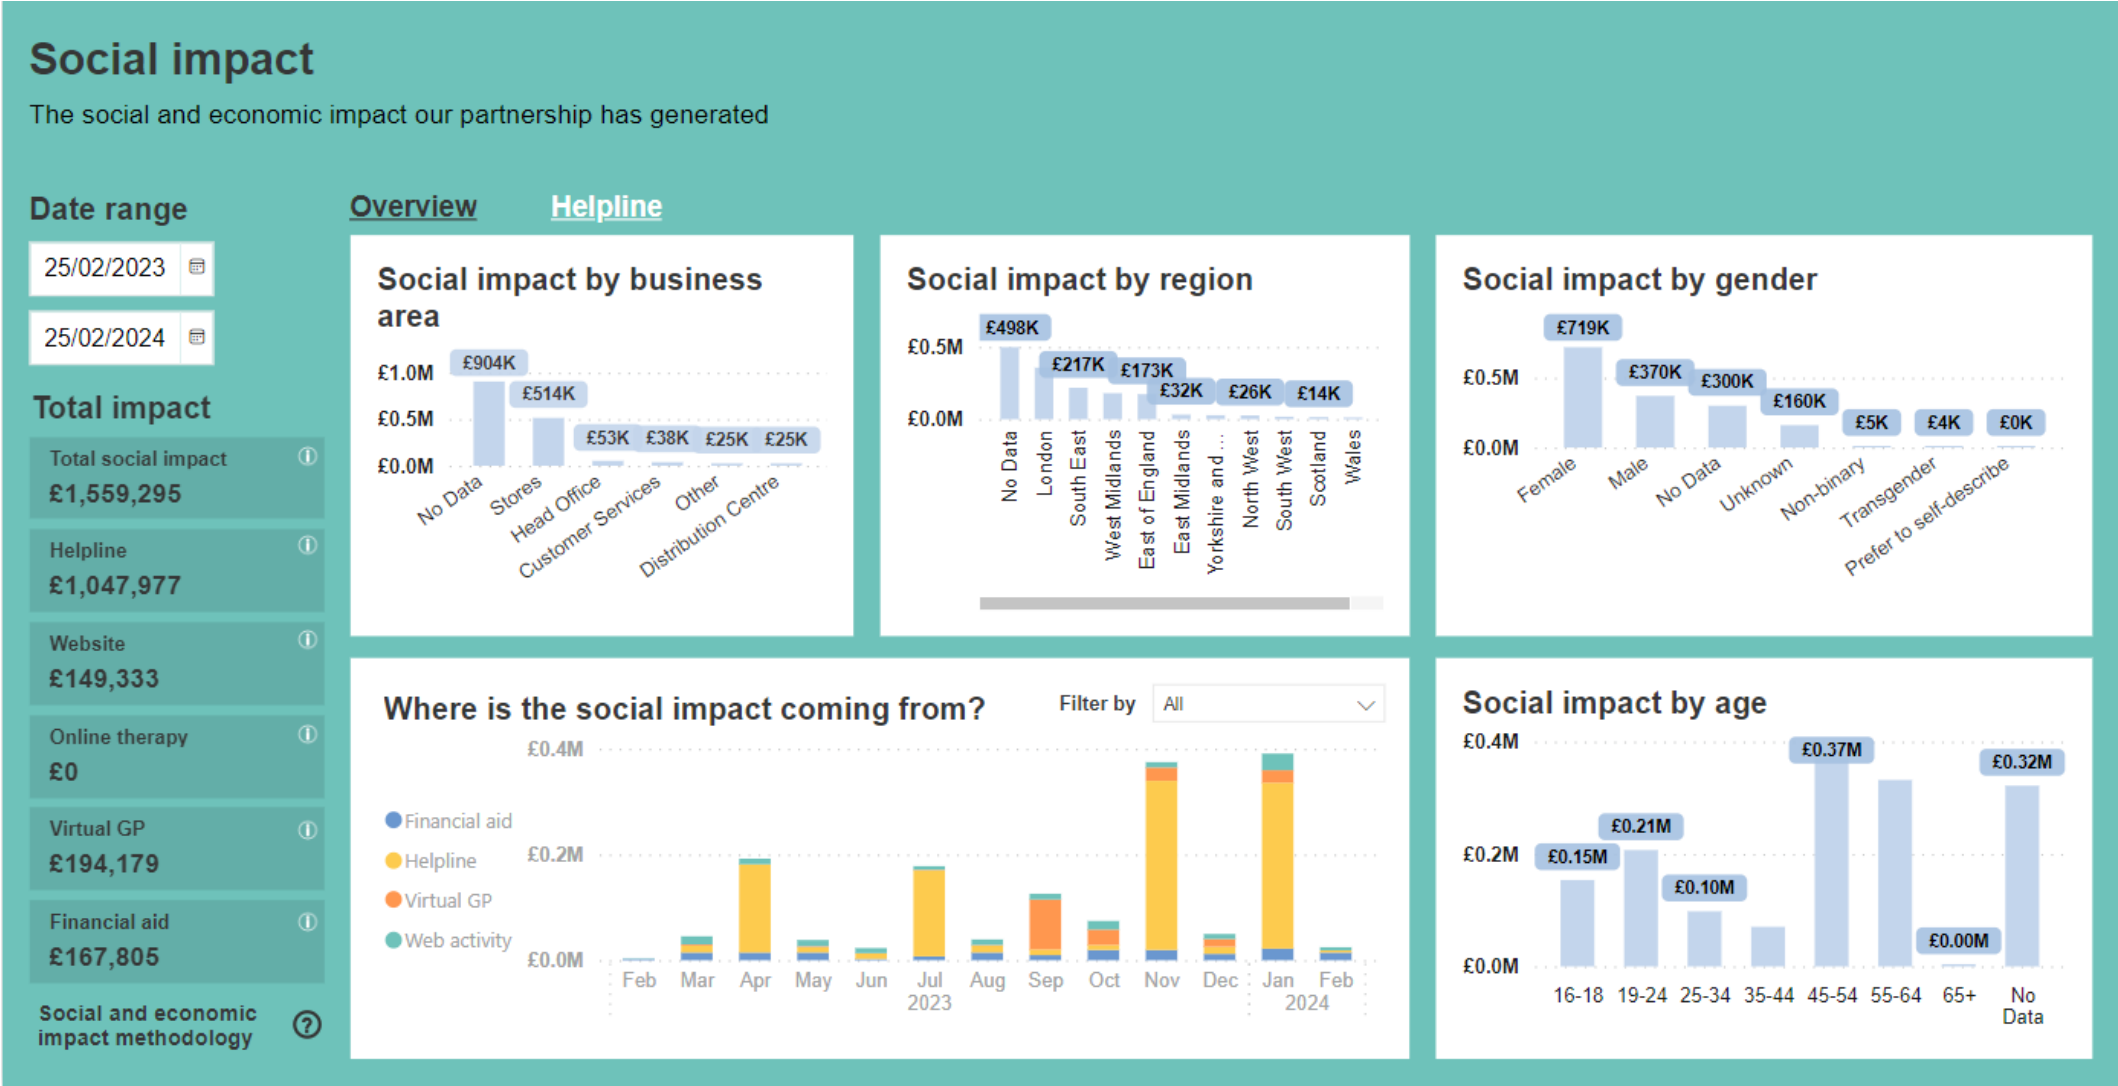 Social impact
The social and economic impact our partnership has generated
Date range
25/02/2023
25/02/2024
Total impact
Total social impact
£1,559,295
Helpline
£1,047,977
Website
£149,333
Online therapy
£0
Virtual GP
£194,179
Financial aid
£167,805
Social and economic
impact methodology
Overview
Helpline
Social impact by business
area
£1.0M
£0.5M
£0.0M
£904K
£514K
£53K
£38K
£25K
£25K
No Data
Stores
Head Office
Customer Services
Other
Distribution Centre
Social impact by region
£0.5M
£0.0M
£498K
£217K
£173K
£32K
£26K
£14K
No Data
London
South East
West Midlands
East of England
East Midlands
Yorkshire and ...
North West
South West
Scotland
Wales
Social impact by gender
£0.5M
£0.0M
£719K
£370K
£300K
£160K
£5K
£4K
£0K
Female
Male
No Data
Unknown
Non-binary
Transgender
Prefer to self-describe
Where is the social impact coming from?
Filter by
All
Financial aid
Helpline
Virtual GP
Web activity
£0.4M
£0.2M
£0.0M
Feb Mar Apr May Jun Jul Aug Sep Oct Nov Dec Jan Feb
2023 2024
Social impact by age
£0.4M
£0.2M
£0.0M
£0.15M
£0.21M
£0.10M
£0.37M
£0.00M
£0.32M
16-18 19-24 25-34 35-44 45-54 55-64 65+ No
Data